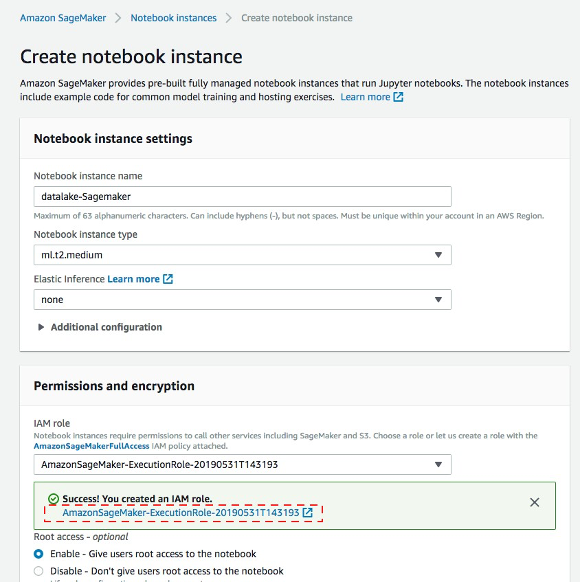 Amazon SageMaker > Notebook instances > Create notebook instance
Create notebook instance
Amazon SageMaker provides pre-built fully managed notebook instances that run Jupyter notebooks. The notebook instances
include example code for common model training and hosting exercises. Learn more
Notebook instance settings
Notebook instance name
datalake-Sagemaker
Maximum of 63 alphanumeric characters. Can include hyphens (-), but not spaces. Must be unique within your account in an AWS Region.
Notebook instance type
ml.t2.medium
Elastic Inference Learn more
none
Additional configuration
Permissions and encryption
IAM role
Notebook instances require permissions to call other services including SageMaker and S3. Choose a role or let us create a role with the
AmazonSageMakerFullAccess IAM policy attached.
AmazonSageMaker-ExecutionRole-20190531T143193
Success! You created an IAM role.
AmazonSageMaker-ExecutionRole-20190531T143193
Root access - optional
Enable - Give users root access to the notebook
Disable - Don't give users root access to the notebook